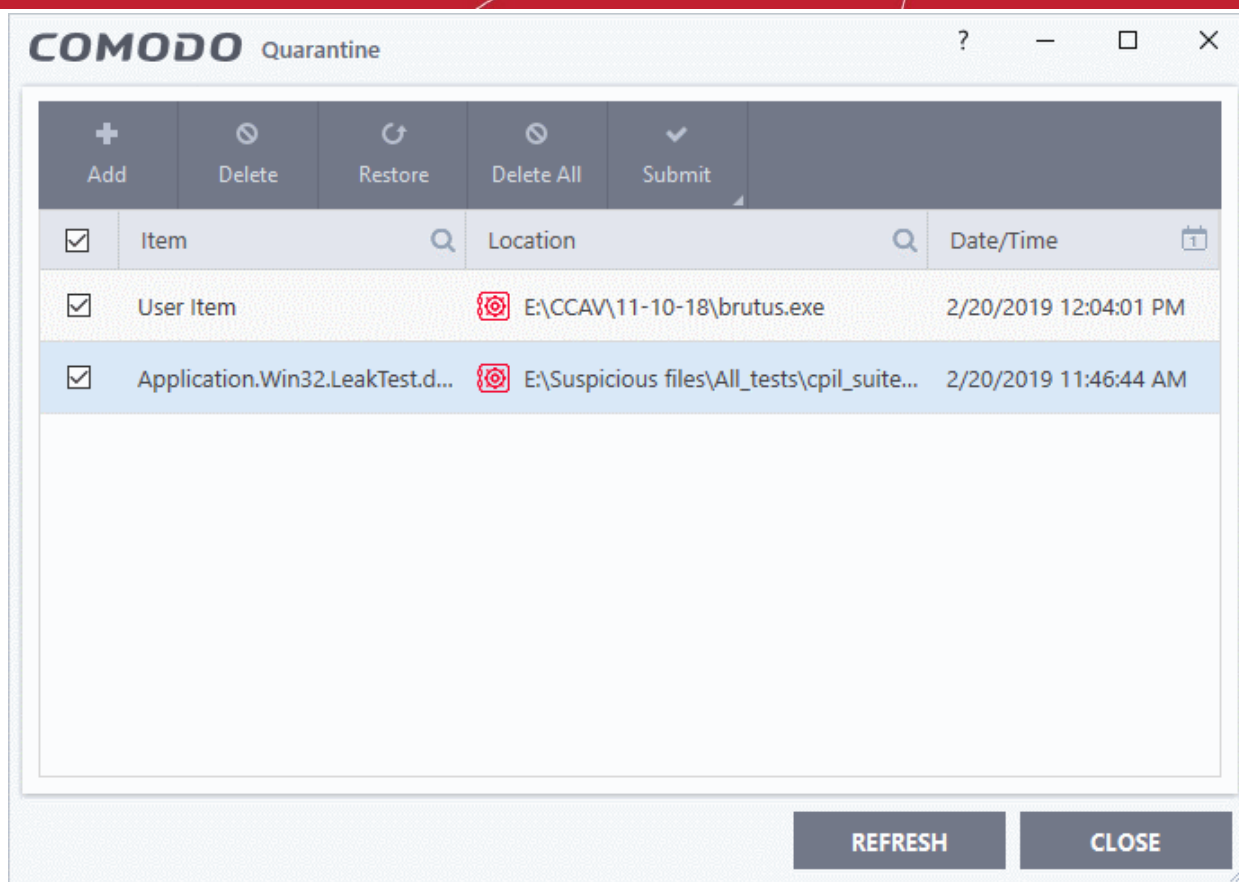 COMODO Quarantine ?
Add Delete Restore Delete All Submit
Item Location Date/Time 1
User Item E:\CCAV\11-10-18\brutus.exe 2/20/2019 12:04:01 PM
Application.Win32.LeakTest.d... E:\Suspicious files\All_tests\cpil_suite... 2/20/2019 11:46:44 AM
REFRESH CLOSE